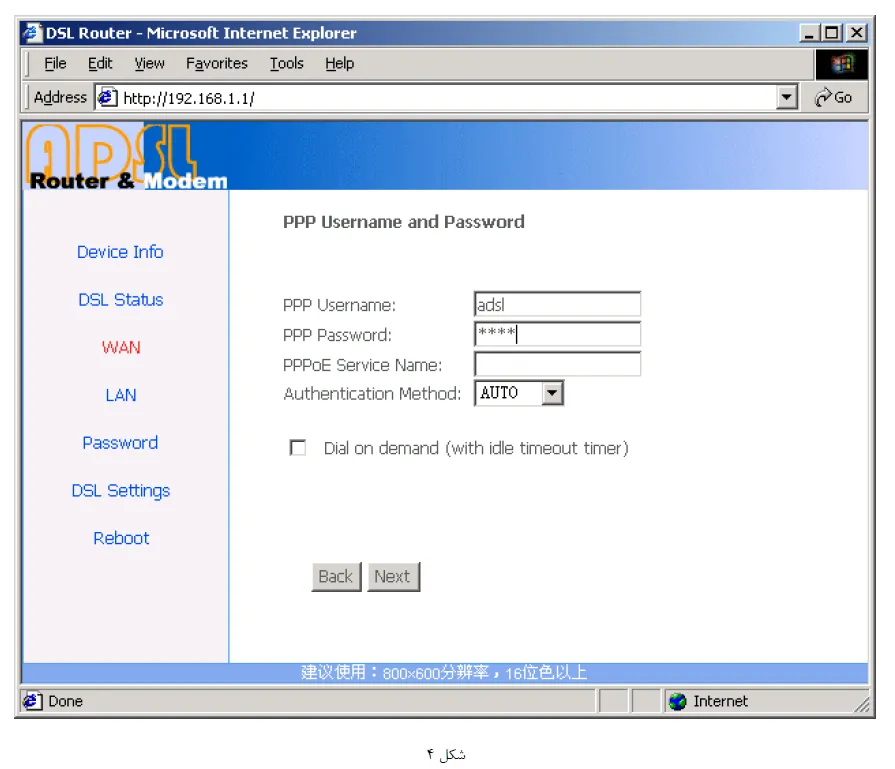 DSL Router - Microsoft Internet Explorer
File Edit View Favorites Tools Help
Address http://192.168.1.1/ Go
ADSL
Router & Modem
PPP Username and Password
Device Info
DSL Status
WAN
LAN
Password
DSL Settings
Reboot
PPP Username: adsl
PPP Password: ****
PPPoE Service Name:
Authentication Method: AUTO
Dial on demand (with idle timeout timer)
Back Next
建议使用：800×600分辨率，16位色以上
Done Internet
شکل ۴